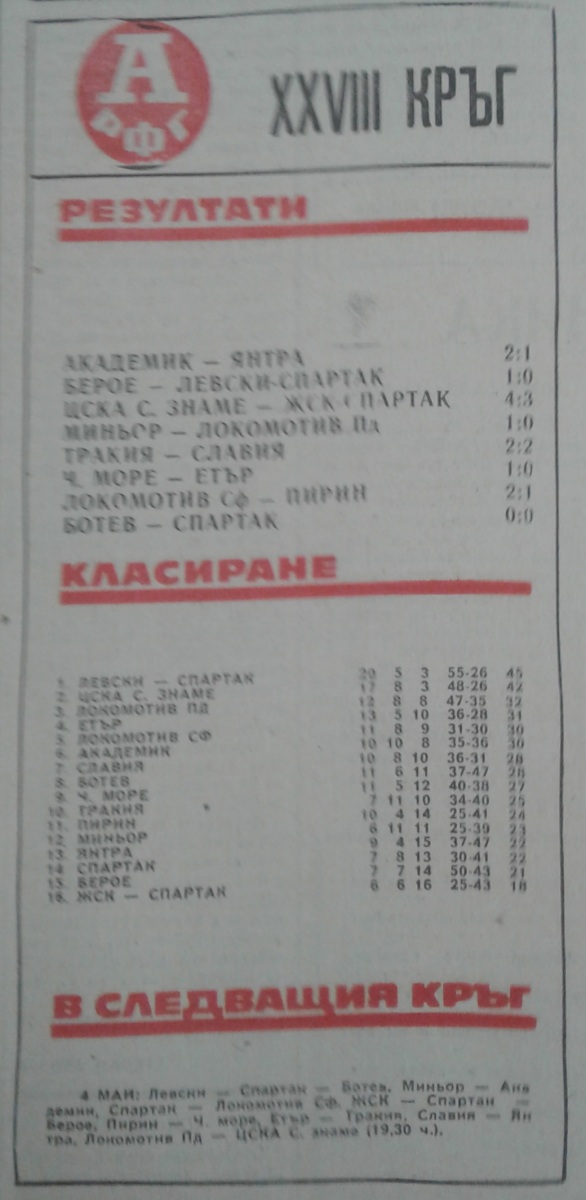 А
РФГ
XXVIII КРЪГ
РЕЗУЛТАТИ
АКАДЕМИК — ЯНТРА 2:1
БЕРОЕ — ЛЕВСКИ-СПАРТАК 1:0
ЦСКА С. ЗНАМЕ — ЖСК-СПАРТАК 4:3
МИНЬОР — ЛОКОМОТИВ Пд 1:0
ТРАКИЯ — СЛАВИЯ 2:2
Ч. МОРЕ — ЕТЪР 1:0
ЛОКОМОТИВ Сф — ПИРИН 2:1
БОТЕВ — СПАРТАК 0:0
КЛАСИРАНЕ
1. ЛЕВСКИ — СПАРТАК 20 5 3 55-26 45
2. ЦСКА С. ЗНАМЕ 17 8 3 48-26 42
3. ЛОКОМОТИВ ПД 12 8 8 47-35 32
4. ЕТЪР 13 5 10 36-28 31
5. ЛОКОМОТИВ СФ 11 8 9 31-30 30
6. АКАДЕМИК 10 10 8 35-36 30
7. СЛАВИЯ 10 8 10 36-31 28
8. БОТЕВ 11 6 11 37-47 28
9. Ч. МОРЕ 11 5 12 40-38 27
10. ТРАКИЯ 7 11 10 34-40 25
11. ПИРИН 10 4 14 25-41 24
12. МИНЬОР 6 11 11 25-39 23
13. ЯНТРА 9 4 15 37-47 22
14. СПАРТАК 7 8 13 30-41 22
15. БЕРОЕ 7 7 14 50-43 21
16. ЖСК — СПАРТАК 6 6 16 25-43 18
В СЛЕДВАЩИЯ КРЪГ
4 МАЙ: Левски — Спартак — Ботев, Миньор — Ака
демик, Спартак — Локомотив Сф, ЖСК — Спартак —
Берое, Пирин — Ч. море, Етър — Тракия, Славия — Ян
тра, Локомотив Пд — ЦСКА С. знаме (19,30 ч.).